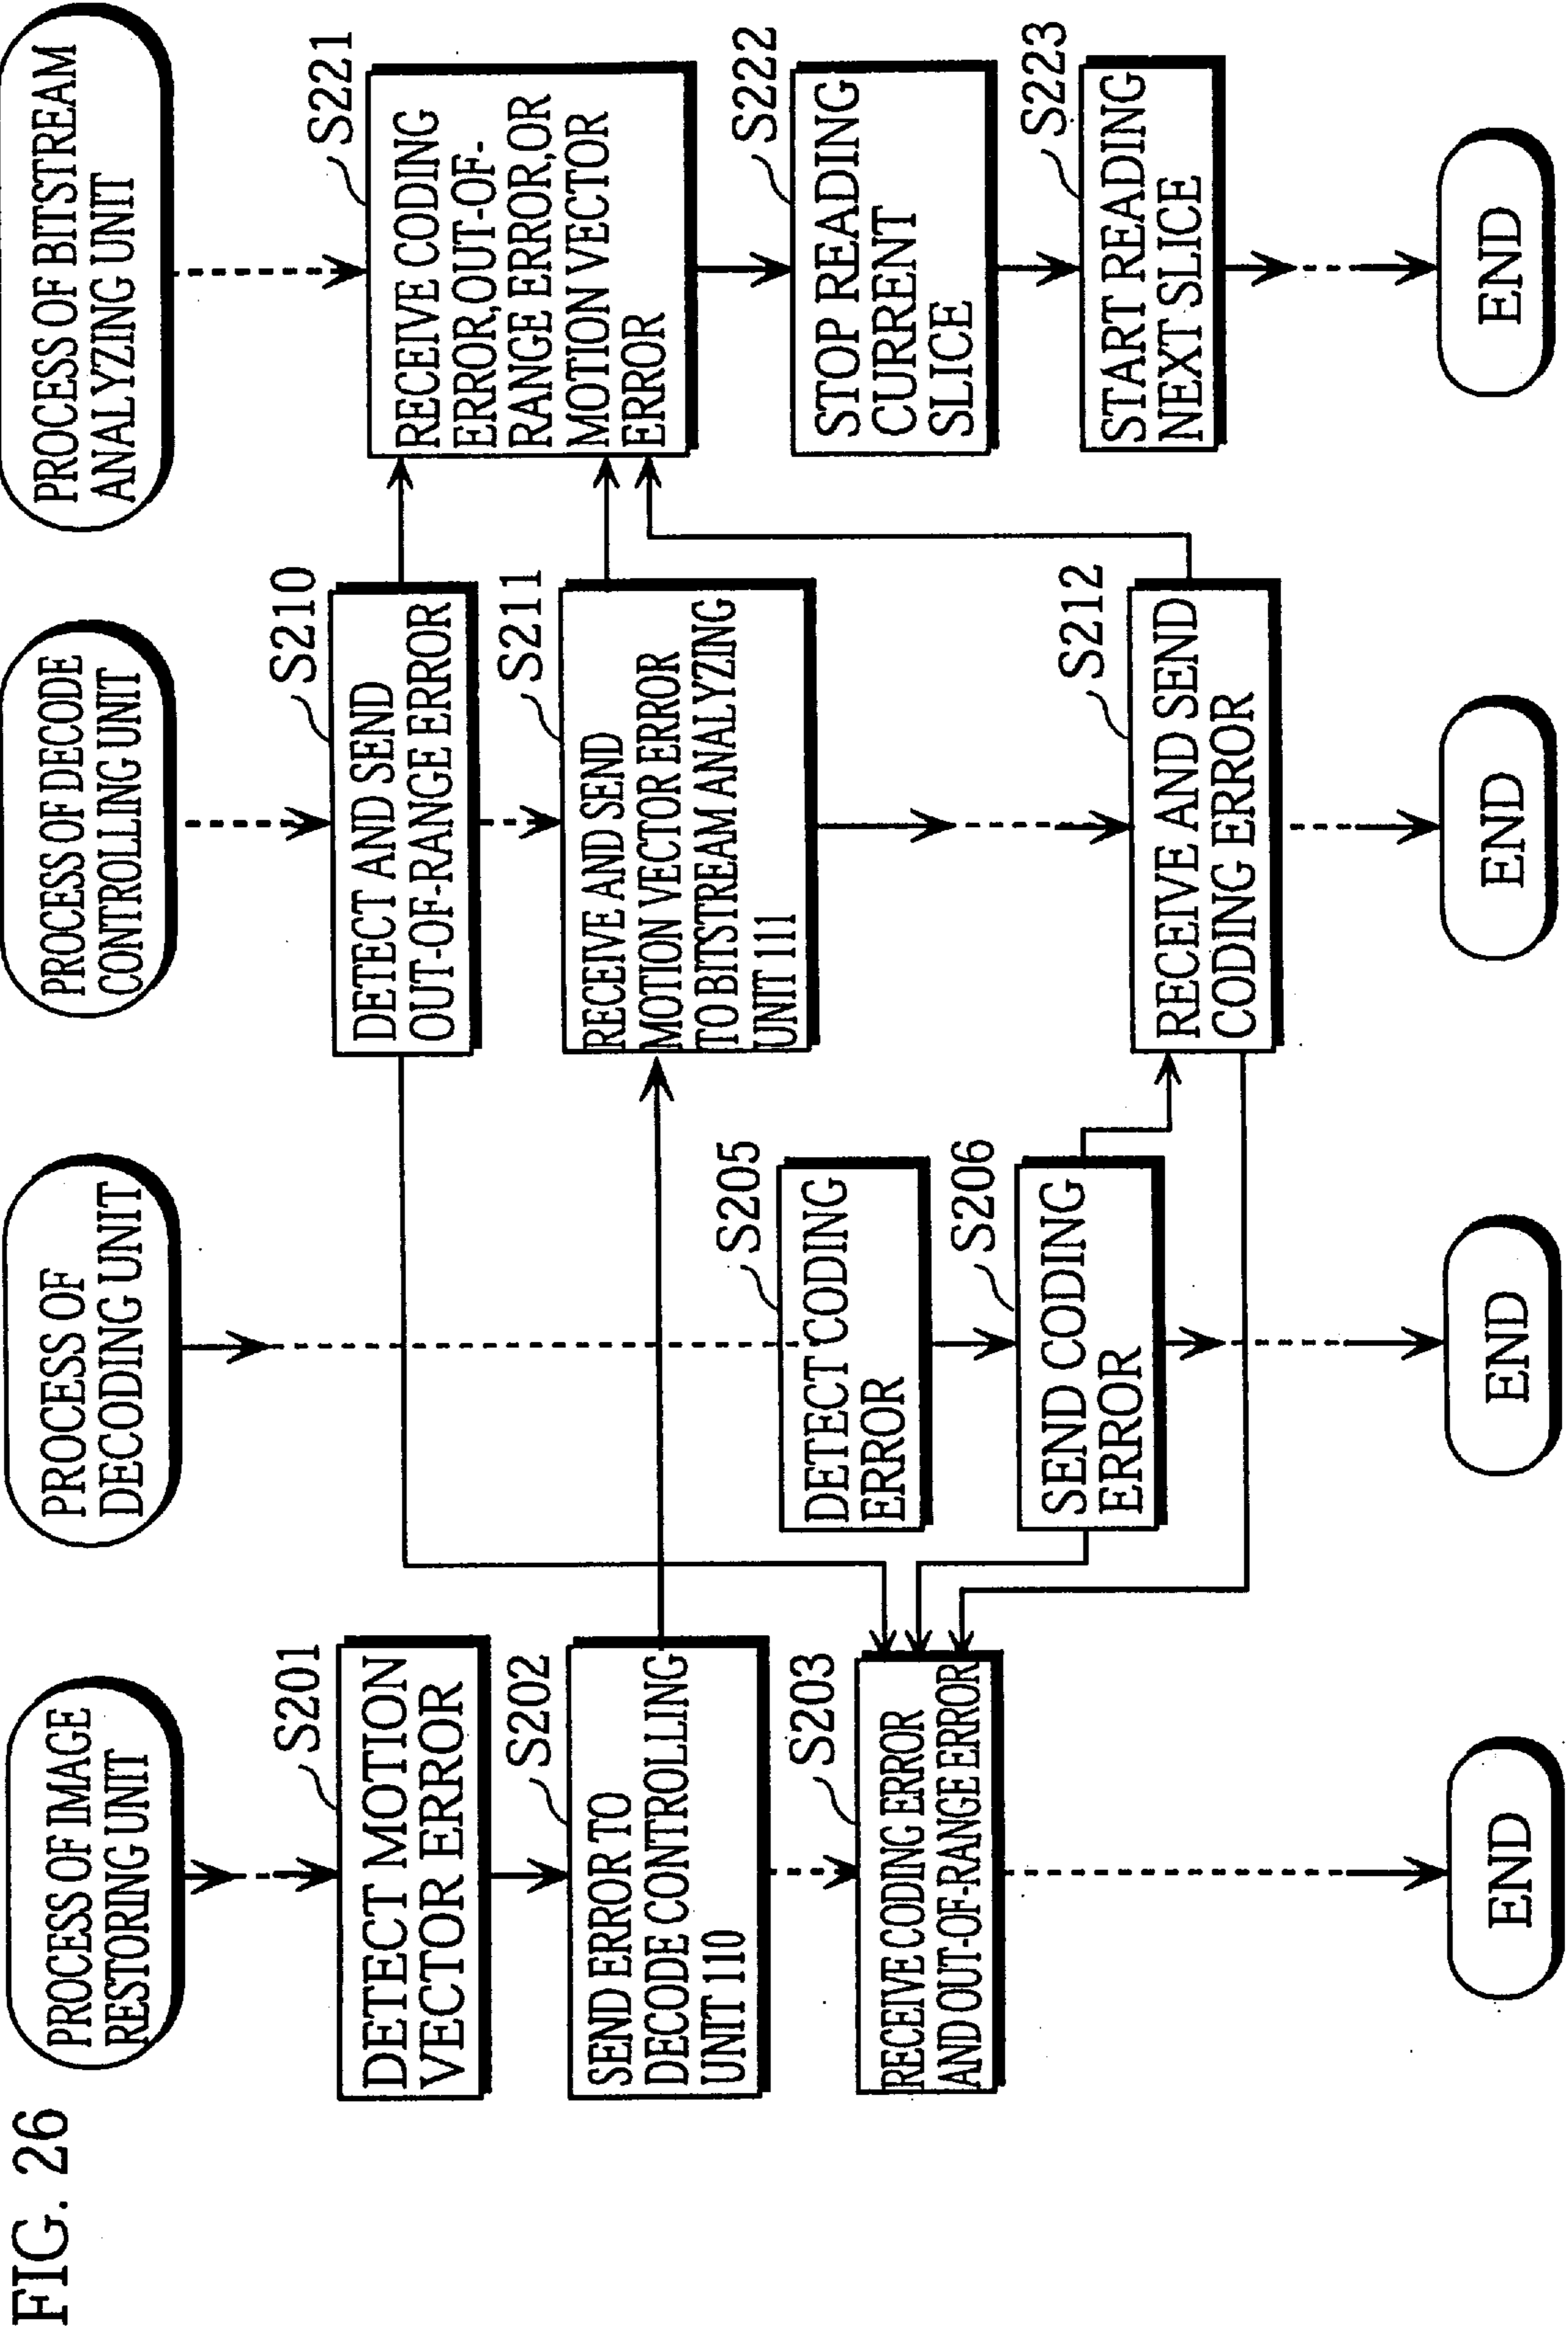 FIG. 26
PROCESS OF IMAGE
RESTORING UNIT
S201
DETECT MOTION
VECTOR ERROR
S202
SEND ERROR TO
DECODE CONTROLLING
UNIT 110
S203
RECEIVE CODING ERROR
AND OUT-OF-RANGE ERROR
END
PROCESS OF
DECODING UNIT
S205
DETECT CODING
ERROR
S206
SEND CODING
ERROR
END
PROCESS OF DECODE
CONTROLLING UNIT
S210
DETECT AND SEND
OUT-OF-RANGE ERROR
S211
RECEIVE AND SEND
MOTION VECTOR ERROR
TO BITSTREAM ANALYZING
UNIT 111
S212
RECEIVE AND SEND
CODING ERROR
END
PROCESS OF BITSTREAM
ANALYZING UNIT
S221
RECEIVE CODING
ERROR,OUT-OF-
RANGE ERROR,OR
MOTION VECTOR
ERROR
S222
STOP READING
CURRENT
SLICE
S223
START READING
NEXT SLICE
END